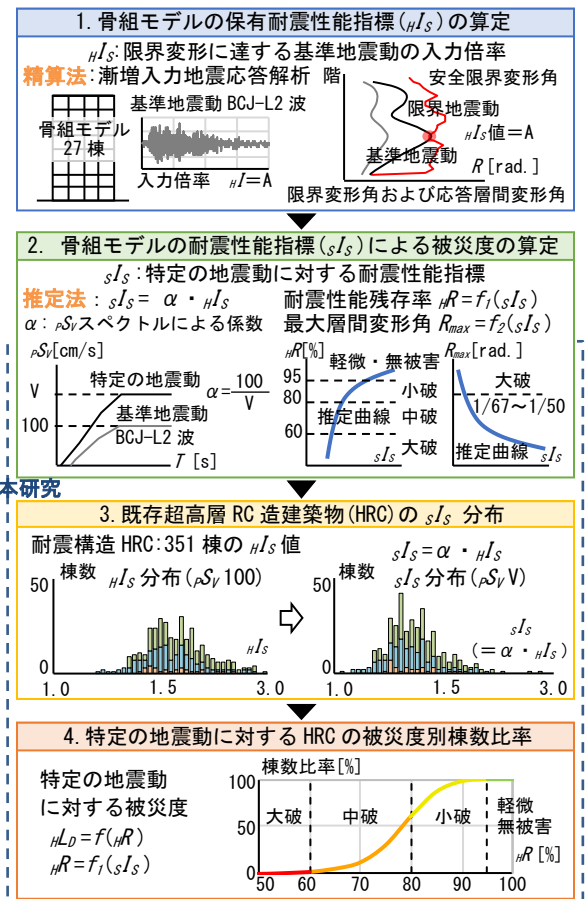 1. 骨組モデルの保有耐震性能指標(HIS)の算定
HIS:限界変形に達する基準地震動の入力倍率
精算法:漸増入力地震応答解析
骨組モデル
27棟
基準地震動 BCJ-L2 波
入力倍率 HI=A
階
安全限界変形角
限界地震動
HIS値=A
基準地震動
R[rad.]
限界変形角および応答層間変形角
2. 骨組モデルの耐震性能指標(SIS)による被災度の算定
SIS:特定の地震動に対する耐震性能指標
推定法:SIS= α・HIS
α:PSVスペクトルによる係数
耐震性能残存率 HR=f1(SIS)
最大層間変形角 Rmax=f2(SIS)
PSV[cm/s]
V
100
特定の地震動
基準地震動
BCJ-L2 波
T [s]
α=100/V
HR[%]
95
80
60
軽微・無被害
小破
中破
大破
推定曲線
SIS
Rmax[rad.]
大破
1/67~1/50
推定曲線
SIS
本研究
3.既存超高層 RC 造建築物(HRC)の SIS 分布
耐震構造 HRC:351 棟の HIS 値
SIS=α・HIS
50
棟数
HIS 分布(PSV 100)
HIS
0
1.0
1.5
3.0
50
棟数
SIS 分布(PSV V)
SIS
(=α・HIS)
0
1.0
1.5
3.0
4.特定の地震動に対する HRC の被災度別棟数比率
特定の地震動
に対する被災度
HLD=f(HR)
HR=f1(SIS)
棟数比率[%]
100
50
0
大破
中破
小破
軽微
無被害
HR[%]
50
60
70
80
90
100